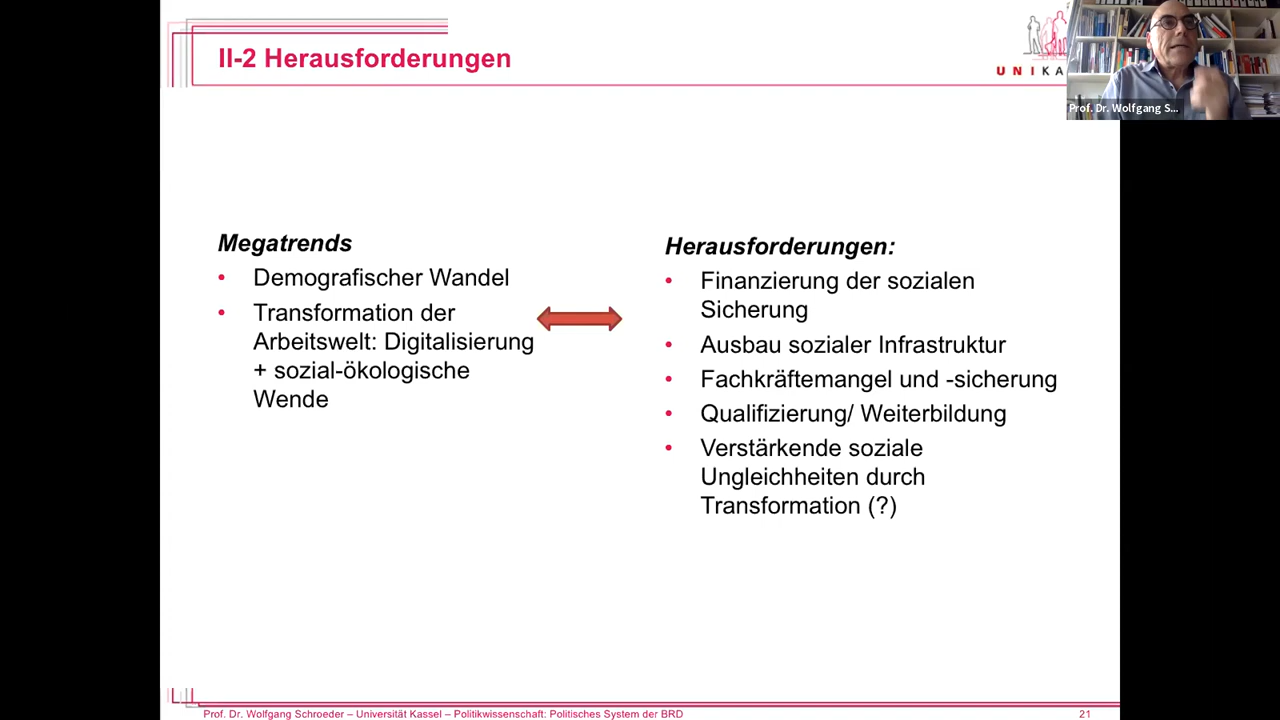 II-2 Herausforderungen
UNIKA
Prof. Dr. Wolfgang S...
Megatrends
• Demografischer Wandel
• Transformation der
Arbeitswelt: Digitalisierung
+ sozial-ökologische
Wende
Herausforderungen:
• Finanzierung der sozialen
Sicherung
• Ausbau sozialer Infrastruktur
• Fachkräftemangel und -sicherung
• Qualifizierung/ Weiterbildung
• Verstärkende soziale
Ungleichheiten durch
Transformation (?)
Prof. Dr. Wolfgang Schroeder – Universität Kassel – Politikwissenschaft: Politisches System der BRD
21